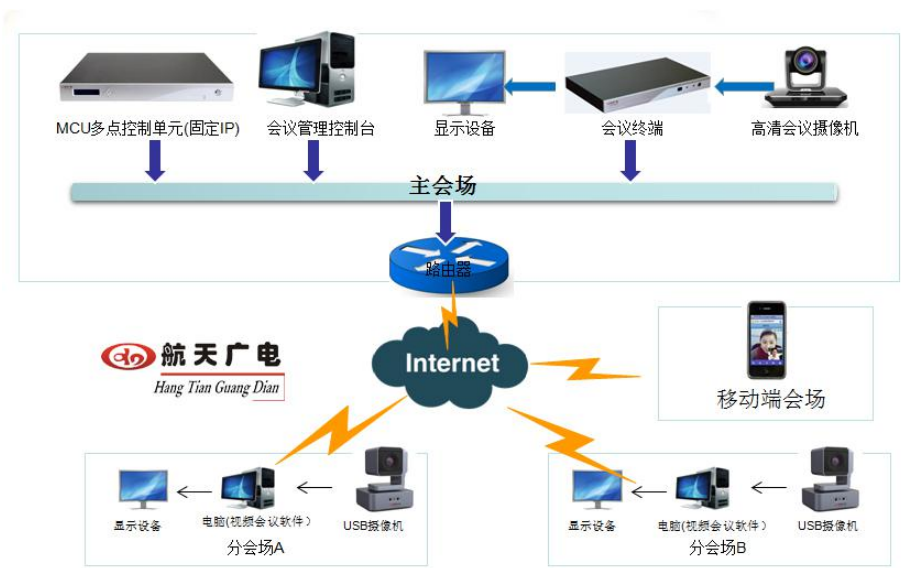 MCU多点控制单元(固定IP)
会议管理控制台
显示设备
会议终端
高清会议摄像机
主会场
路由器
Internet
航天广电
Hang Tian Guang Dian
移动端会场
显示设备
电脑(视频会议软件）
USB摄像机
分会场A
显示设备
电脑(视频会议软件）
USB摄像机
分会场B